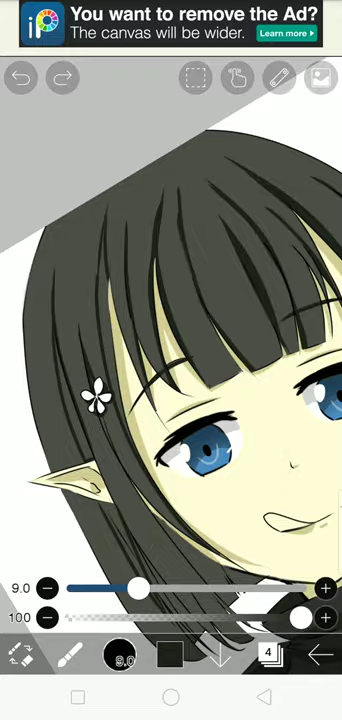 You want to remove the Ad?
The canvas will be wider.
Learn more
iP
9.0
100
9.0
4